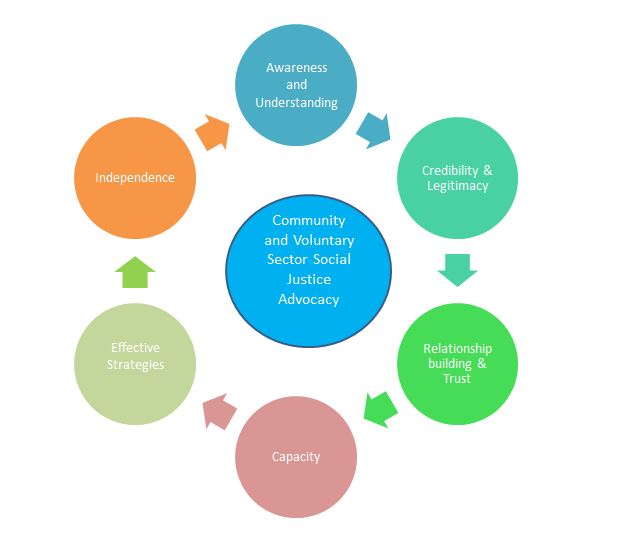 Awareness
and
Understanding
Credibility &
Legitimacy
Relationship
building &
Trust
Capacity
Effective
Strategies
Independence
Community
and Voluntary
Sector Social
Justice
Advocacy